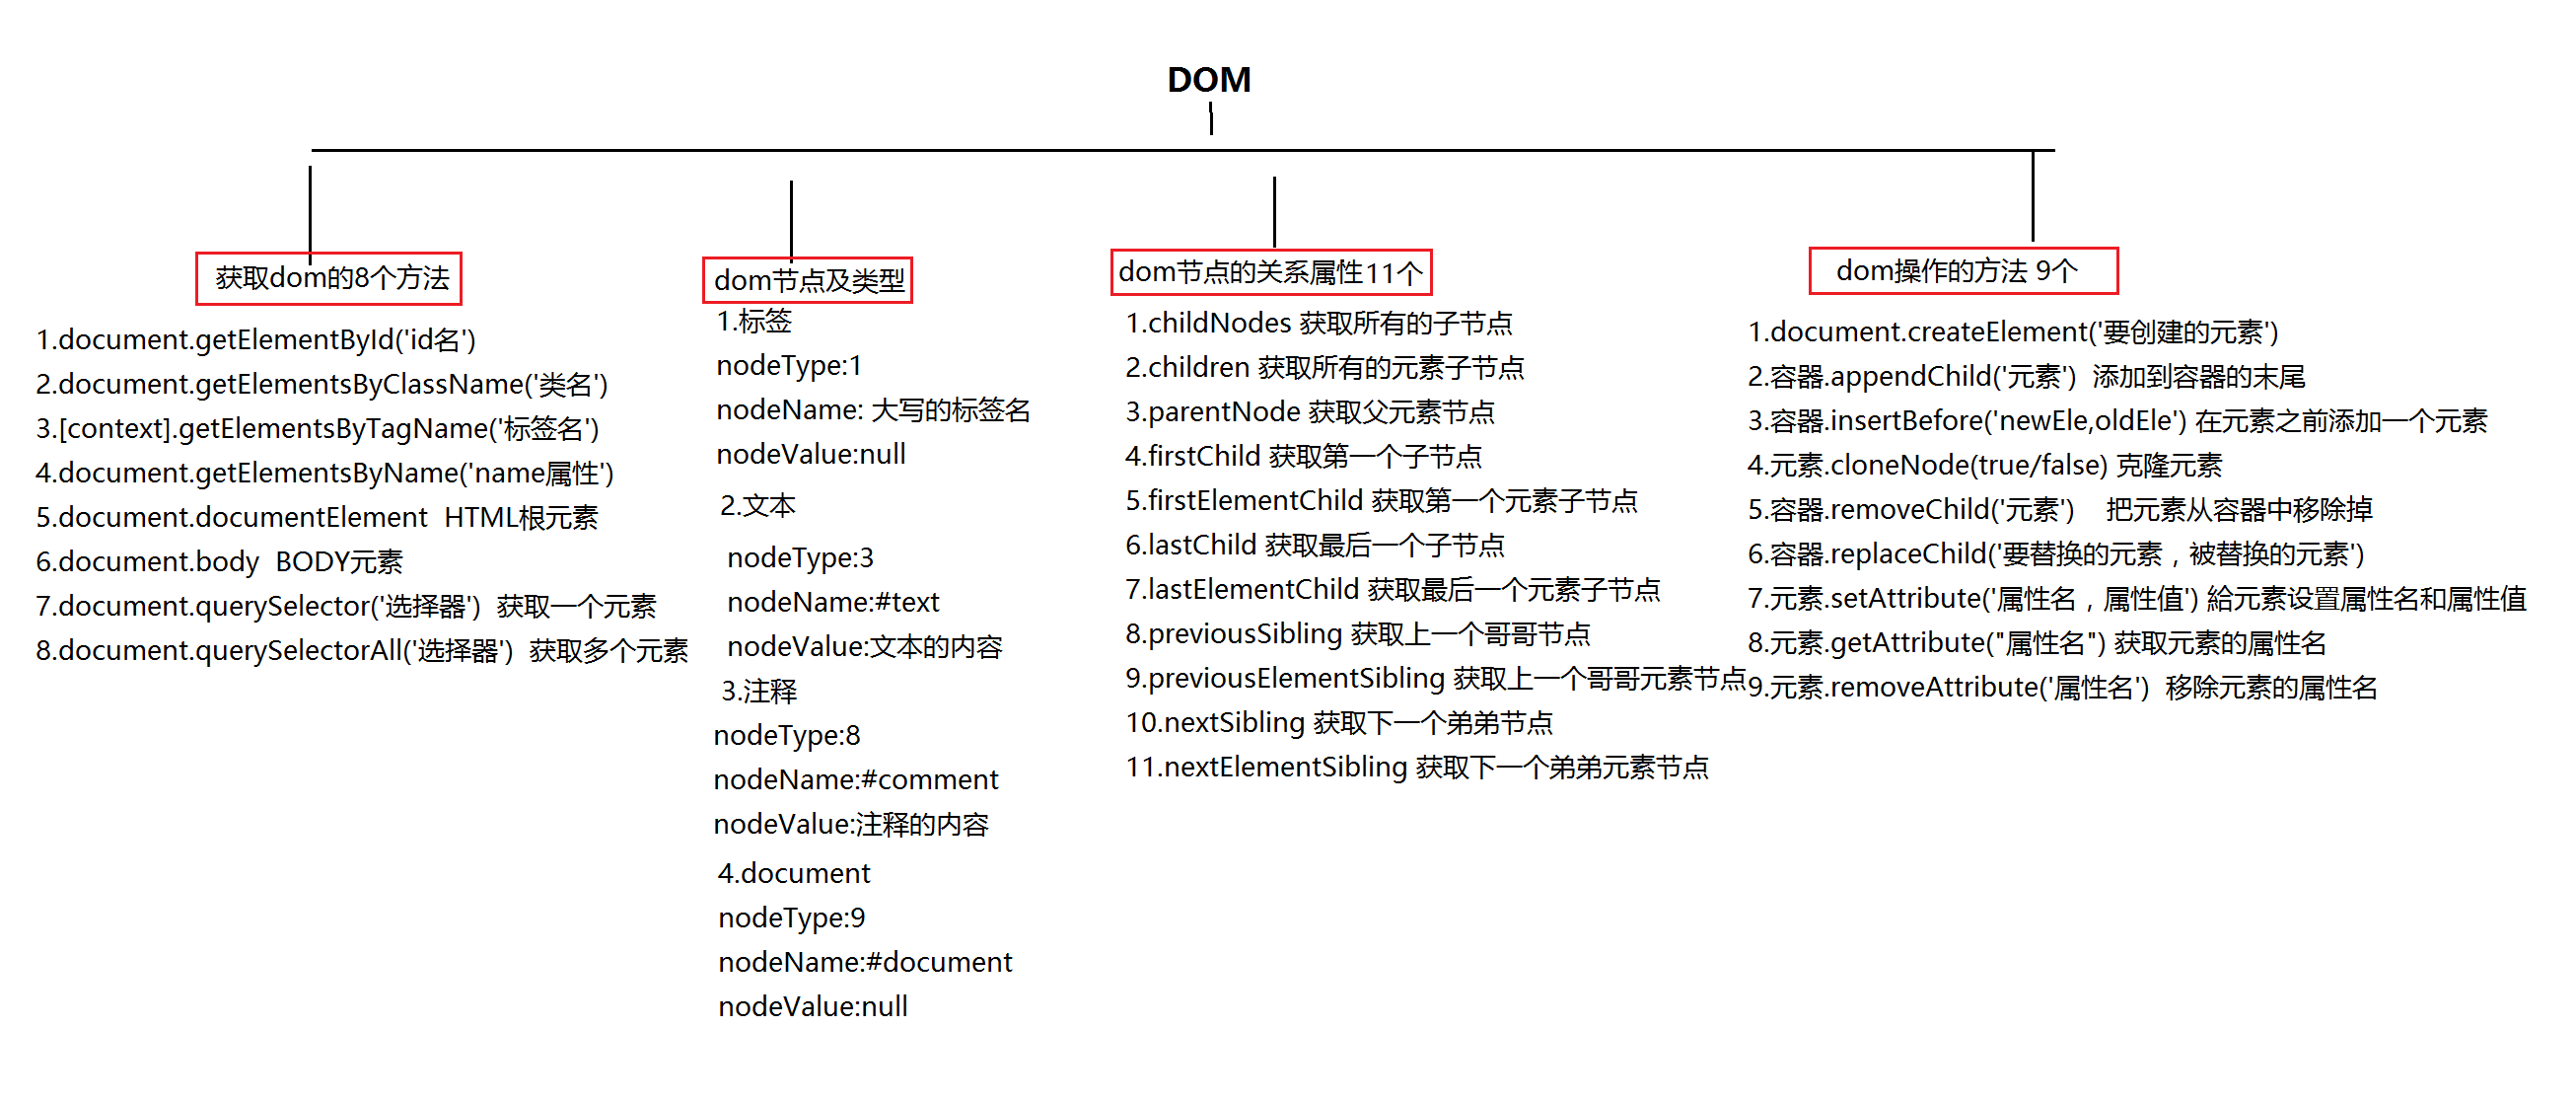 DOM
获取dom的8个方法
1.document.getElementById('id名')
2.document.getElementsByClassName('类名')
3.[context].getElementsByTagName('标签名')
4.document.getElementsByName('name属性')
5.document.documentElement  HTML根元素
6.document.body  BODY元素
7.document.querySelector('选择器')  获取一个元素
8.document.querySelectorAll('选择器')  获取多个元素
dom节点及类型
1.标签
nodeType:1
nodeName: 大写的标签名
nodeValue:null
2.文本
nodeType:3
nodeName:#text
nodeValue:文本的内容
3.注释
nodeType:8
nodeName:#comment
nodeValue:注释的内容
4.document
nodeType:9
nodeName:#document
nodeValue:null
dom节点的关系属性11个
1.childNodes 获取所有的子节点
2.children 获取所有的元素子节点
3.parentNode 获取父元素节点
4.firstChild 获取第一个子节点
5.firstElementChild 获取第一个元素子节点
6.lastChild 获取最后一个子节点
7.lastElementChild 获取最后一个元素子节点
8.previousSibling 获取上一个哥哥节点
9.previousElementSibling 获取上一个哥哥元素节点
10.nextSibling 获取下一个弟弟节点
11.nextElementSibling 获取下一个弟弟元素节点
dom操作的方法 9个
1.document.createElement('要创建的元素')
2.容器.appendChild('元素')  添加到容器的末尾
3.容器.insertBefore('newEle,oldEle') 在元素之前添加一个元素
4.元素.cloneNode(true/false) 克隆元素
5.容器.removeChild('元素')    把元素从容器中移除掉
6.容器.replaceChild('要替换的元素，被替换的元素')
7.元素.setAttribute('属性名，属性值') 給元素设置属性名和属性值
8.元素.getAttribute("属性名") 获取元素的属性名
9.元素.removeAttribute('属性名')  移除元素的属性名